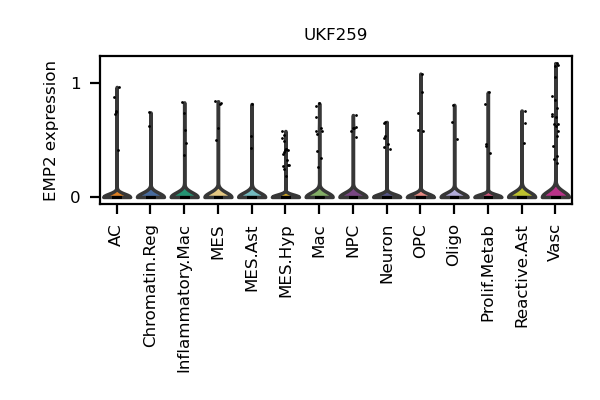 UKF259
EMP2 expression
1
0
AC
Chromatin.Reg
Inflammatory.Mac
MES
MES.Ast
MES.Hyp
Mac
NPC
Neuron
OPC
Oligo
Prolif.Metab
Reactive.Ast
Vasc